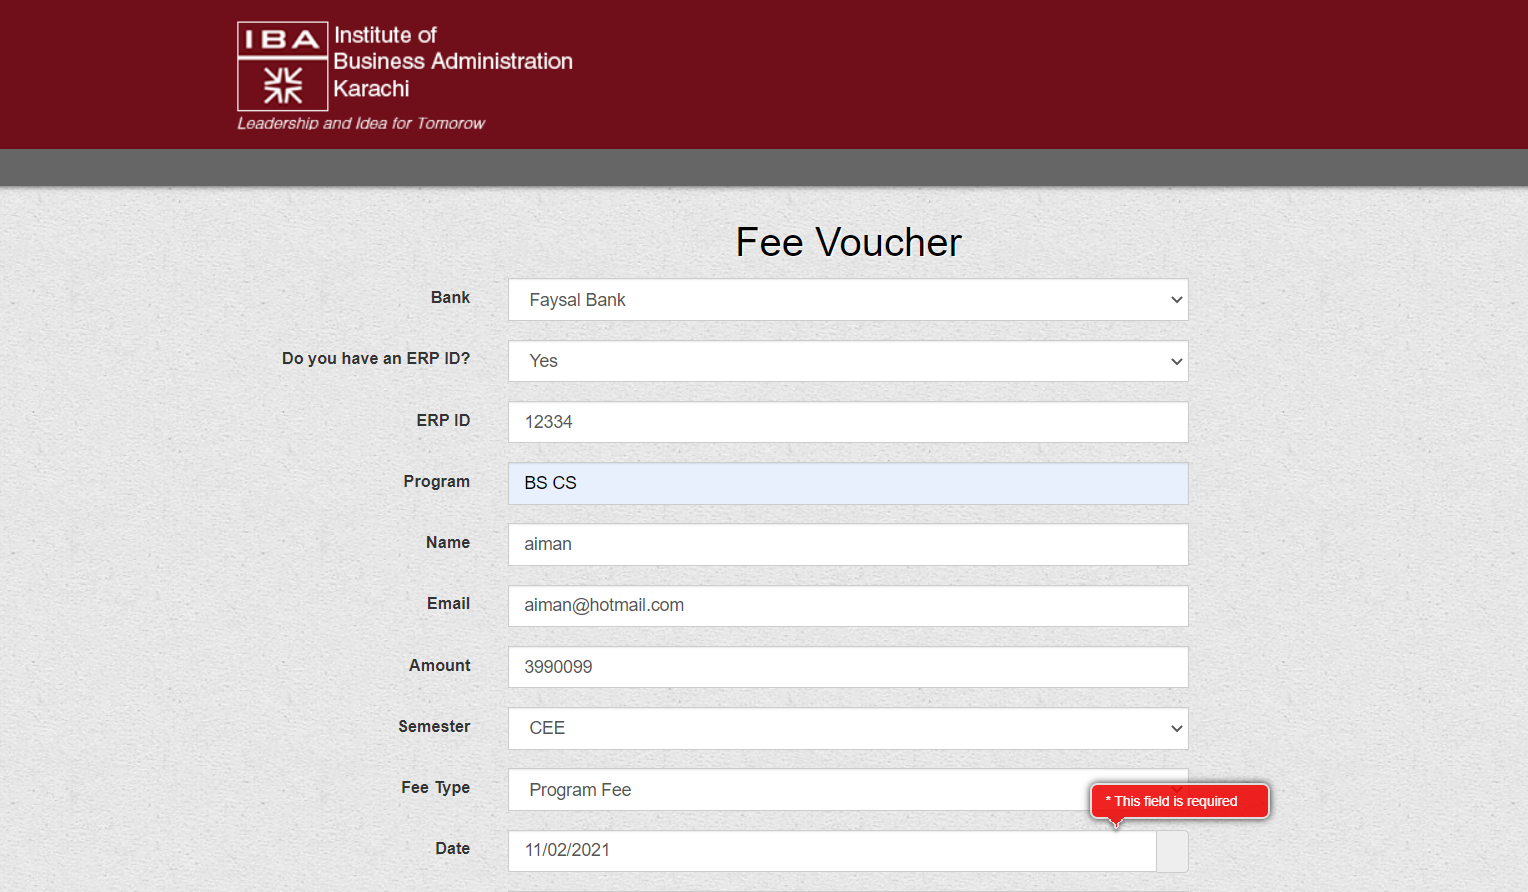 IBA
Institute of
Business Administration
Karachi
Leadership and Idea for Tomorow
Fee Voucher
Bank
Faysal Bank
Do you have an ERP ID?
Yes
ERP ID
12334
Program
BS CS
Name
aiman
Email
aiman@hotmail.com
Amount
3990099
Semester
CEE
Fee Type
Program Fee
* This field is required
Date
11/02/2021